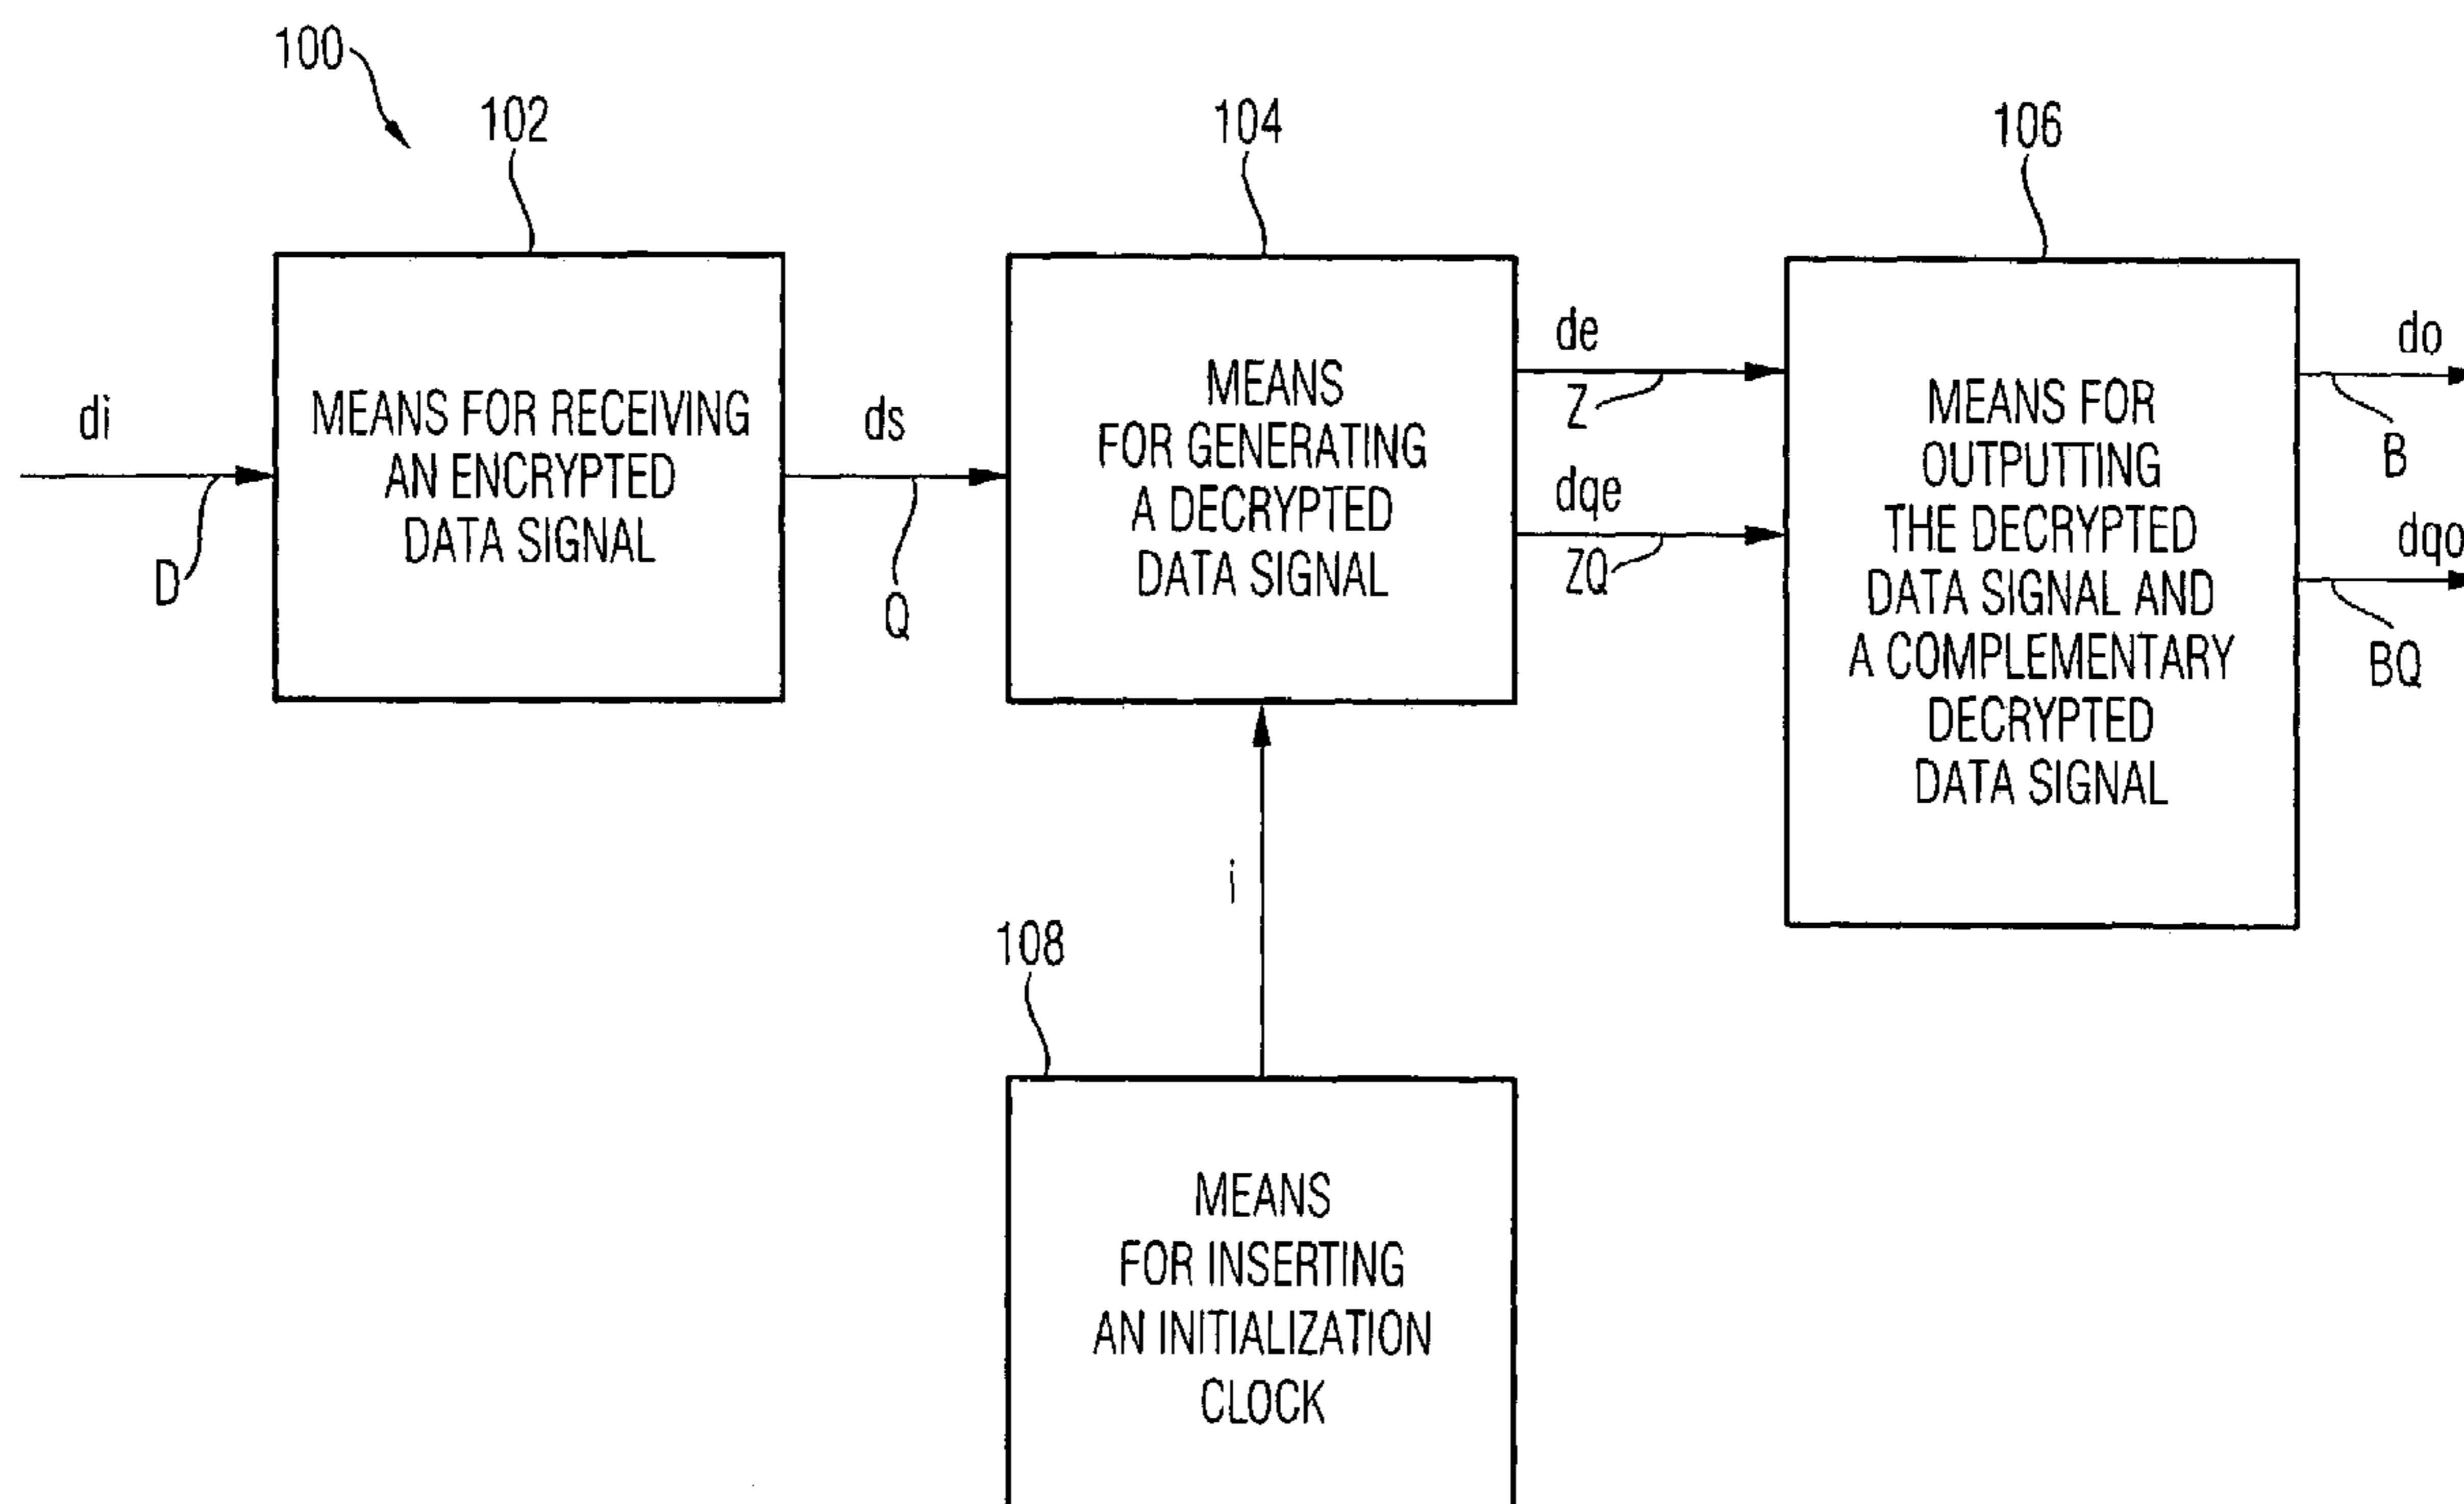 100
102
104
106
di
D
MEANS FOR RECEIVING
AN ENCRYPTED
DATA SIGNAL
ds
Q
MEANS
FOR GENERATING
A DECRYPTED
DATA SIGNAL
de
Z
dqe
ZQ
MEANS FOR
OUTPUTTING
THE DECRYPTED
DATA SIGNAL AND
A COMPLEMENTARY
DECRYPTED
DATA SIGNAL
do
B
dqo
BQ
i
108
MEANS
FOR INSERTING
AN INITIALIZATION
CLOCK